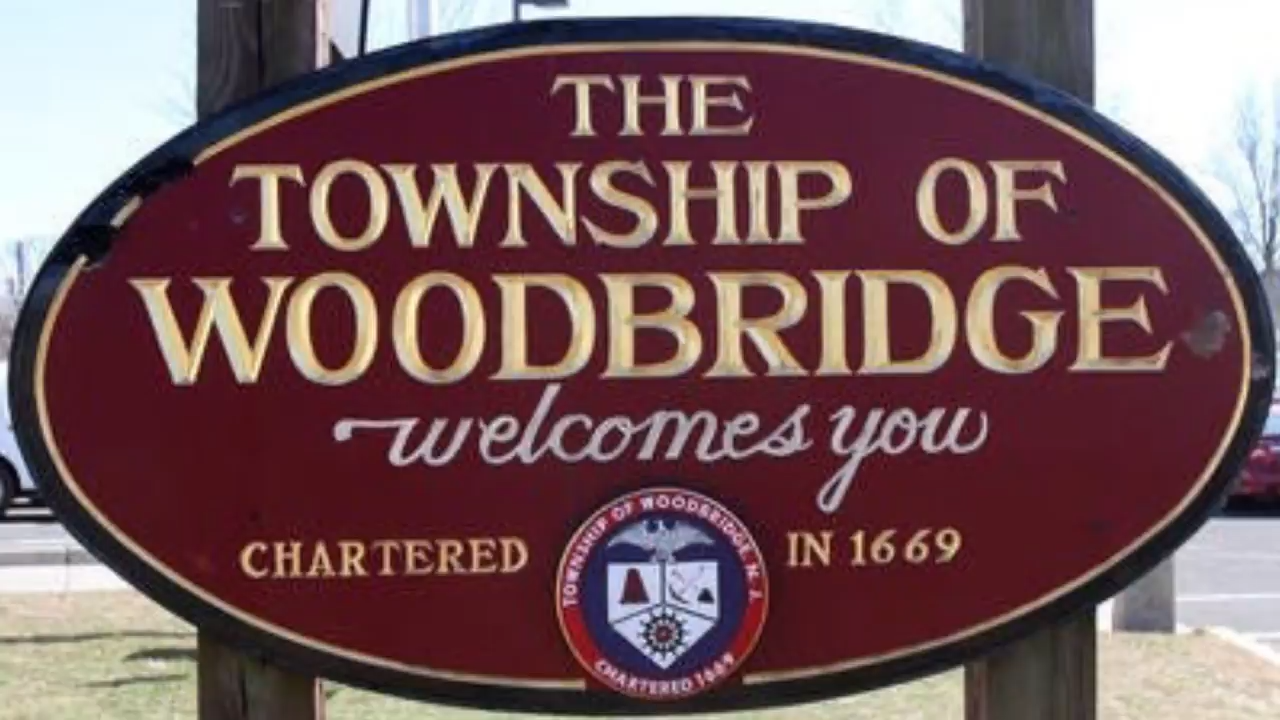 THE
TOWNSHIP OF
WOODBRIDGE
welcomes you
CHARTERED IN 1669
TOWNSHIP OF WOODBRIDGE, N. J.
CHARTERED 1669